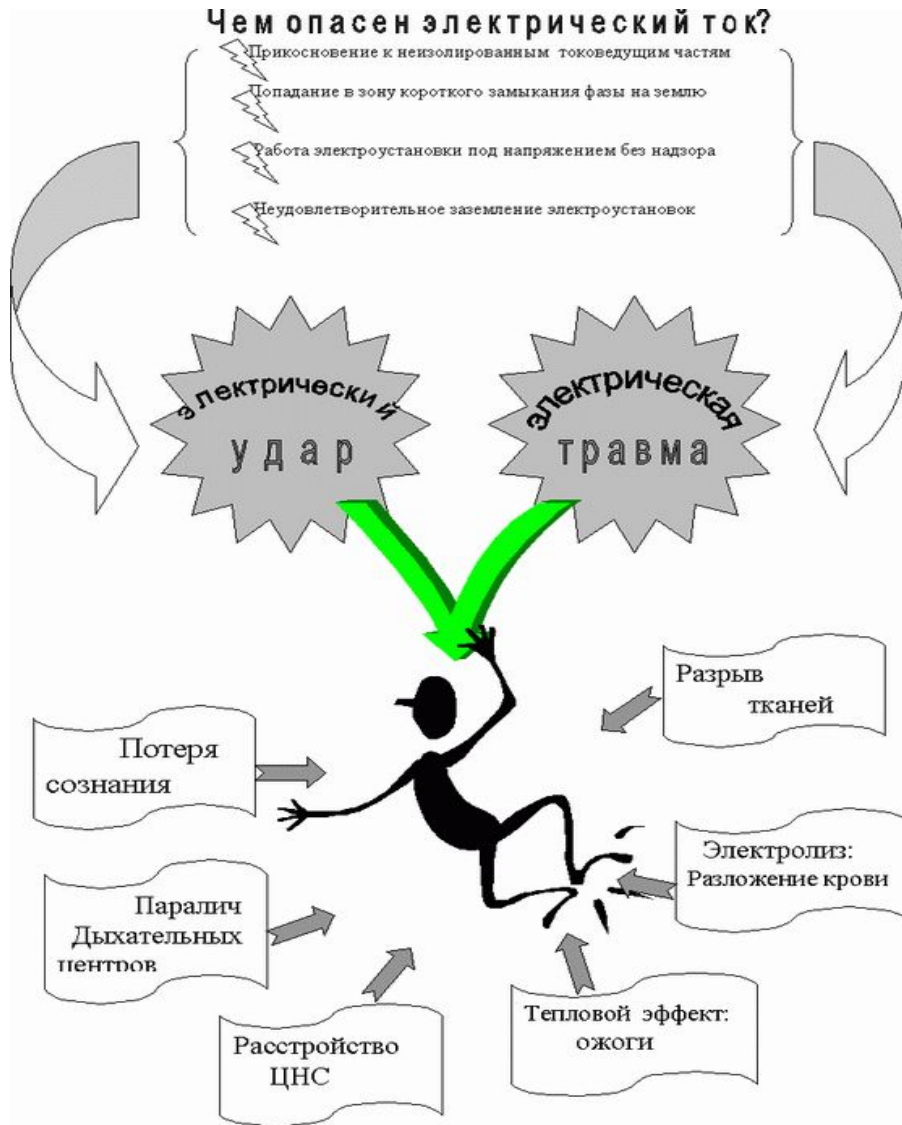 Чем опасен электрический ток?
Прикосновение к неизолированным токоведущим частям
Попадание в зону короткого замыкания фазы на землю
Работа электроустановки под напряжением без надзора
Неудовлетворительное заземление электроустановок
электрический
удар
электрическая
травма
Разрыв
тканей
Потеря
сознания
Электролиз:
Разложение крови
Паралич
Дыхательных
центров
Тепловой эффект:
ожоги
Расстройство
ЦНС